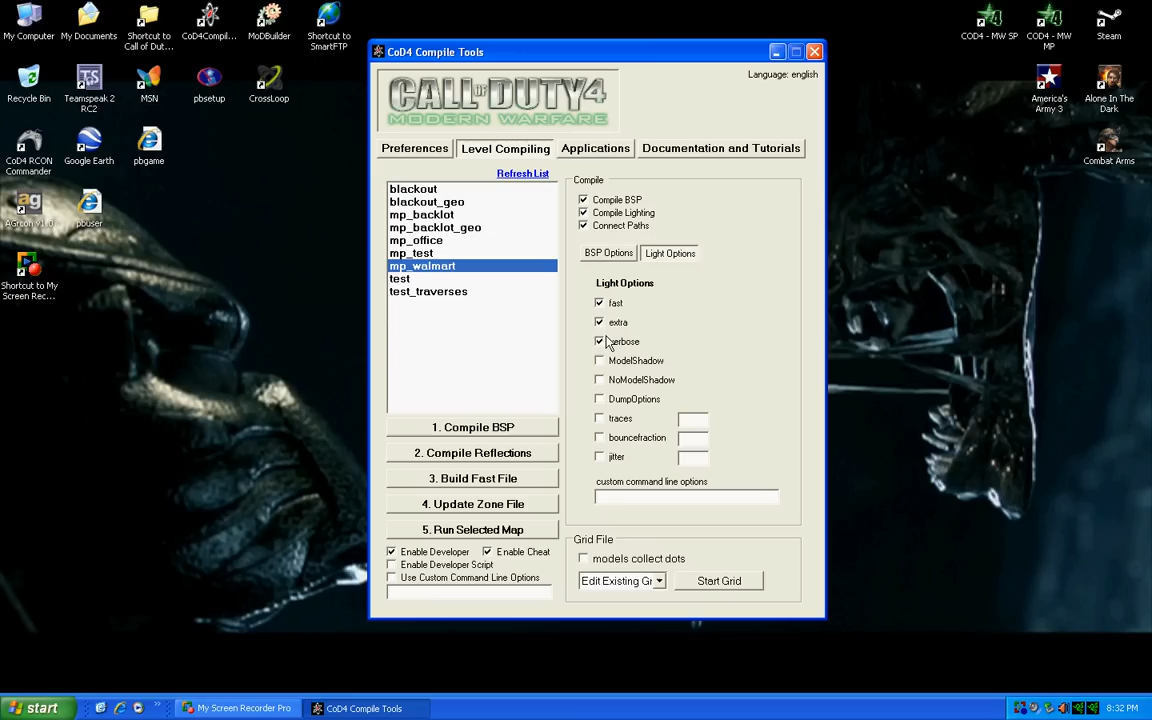 My Computer
My Documents
Shortcut to
Call of Dut...
CoD4Compil...
MoDBuilder
Shortcut to
SmartFTP
COD4 - MW SP
COD4 - MW
MP
Steam
Recycle Bin
Teamspeak 2
RC2
MSN
pbsetup
CrossLoop
America's
Army 3
Alone In The
Dark
CoD4 RCON
Commander
Google Earth
pbgame
Combat Arms
pbuser
Shortcut to My
Screen Rec...
CoD4 Compile Tools
CALL OF DUTY4
MODERN WARFARE
Language: english
Preferences
Level Compiling
Applications
Documentation and Tutorials
Refresh List
blackout
blackout_geo
mp_backlot
mp_backlot_geo
mp_office
mp_test
mp_walmart
test
test_traverses
1. Compile BSP
2. Compile Reflections
3. Build Fast File
4. Update Zone File
5. Run Selected Map
Enable Developer
Enable Cheat
Enable Developer Script
Use Custom Command Line Options
Compile
Compile BSP
Compile Lighting
Connect Paths
BSP Options
Light Options
Light Options
fast
extra
verbose
ModelShadow
NoModelShadow
DumpOptions
traces
bouncefraction
jitter
custom command line options
Grid File
models collect dots
Edit Existing Gr
Start Grid
start
My Screen Recorder Pro
CoD4 Compile Tools
8:32 PM